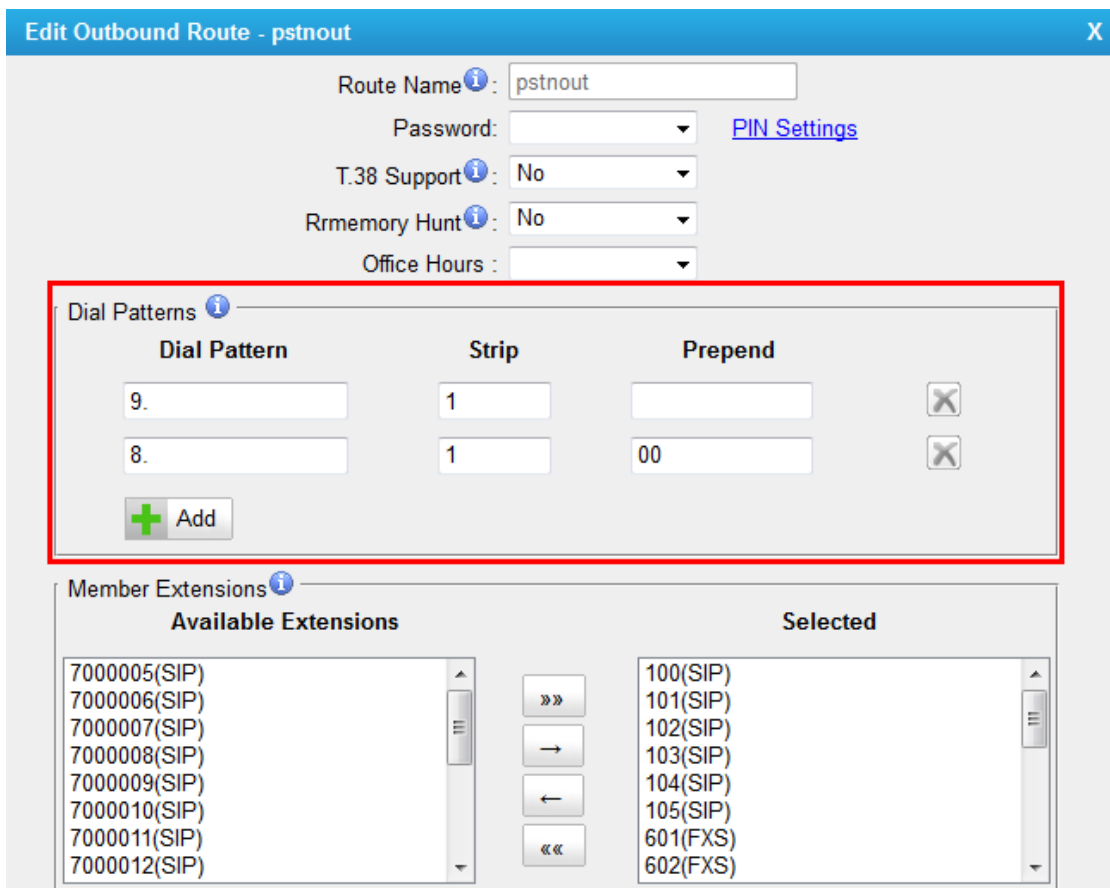 Edit Outbound Route - pstnout X
Route Name : pstnout
Password: PIN Settings
T.38 Support : No
Rrmemory Hunt : No
Office Hours :
Dial Patterns
Dial Pattern Strip Prepend
9. 1
8. 1 00
Add
Member Extensions
Available Extensions Selected
7000005(SIP) 100(SIP)
7000006(SIP) »» 101(SIP)
7000007(SIP) 102(SIP)
7000008(SIP) → 103(SIP)
7000009(SIP) 104(SIP)
7000010(SIP) ← 105(SIP)
7000011(SIP) «« 601(FXS)
7000012(SIP) 602(FXS)